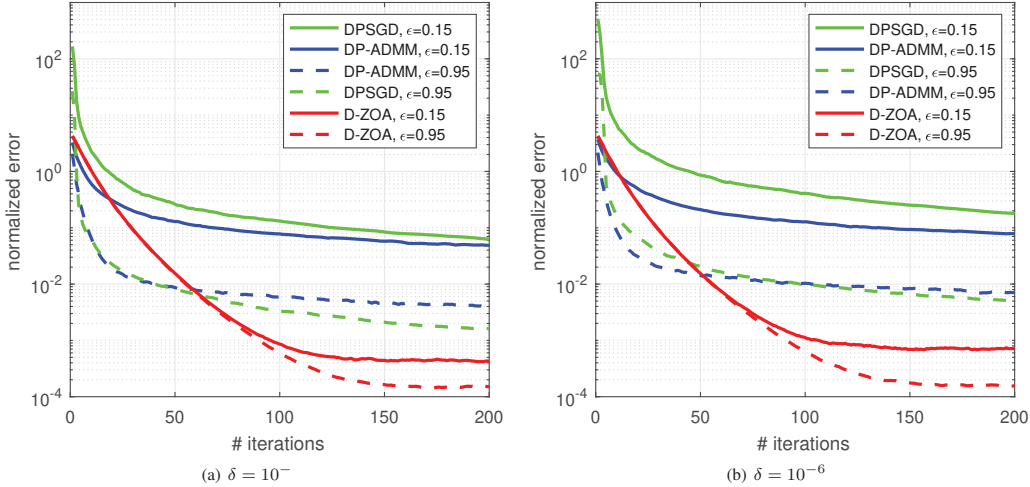 10^2
10^0
10^-2
10^-4
normalized error
0 50 100 150 200
# iterations
DPSGD, ϵ=0.15
DP-ADMM, ϵ=0.15
DP-ADMM, ϵ=0.95
DPSGD, ϵ=0.95
D-ZOA, ϵ=0.15
D-ZOA, ϵ=0.95
(a) δ = 10^-
10^2
10^0
10^-2
10^-4
normalized error
0 50 100 150 200
# iterations
DPSGD, ϵ=0.15
DP-ADMM, ϵ=0.15
DPSGD, ϵ=0.95
DP-ADMM, ϵ=0.95
D-ZOA, ϵ=0.15
D-ZOA, ϵ=0.95
(b) δ = 10^-6